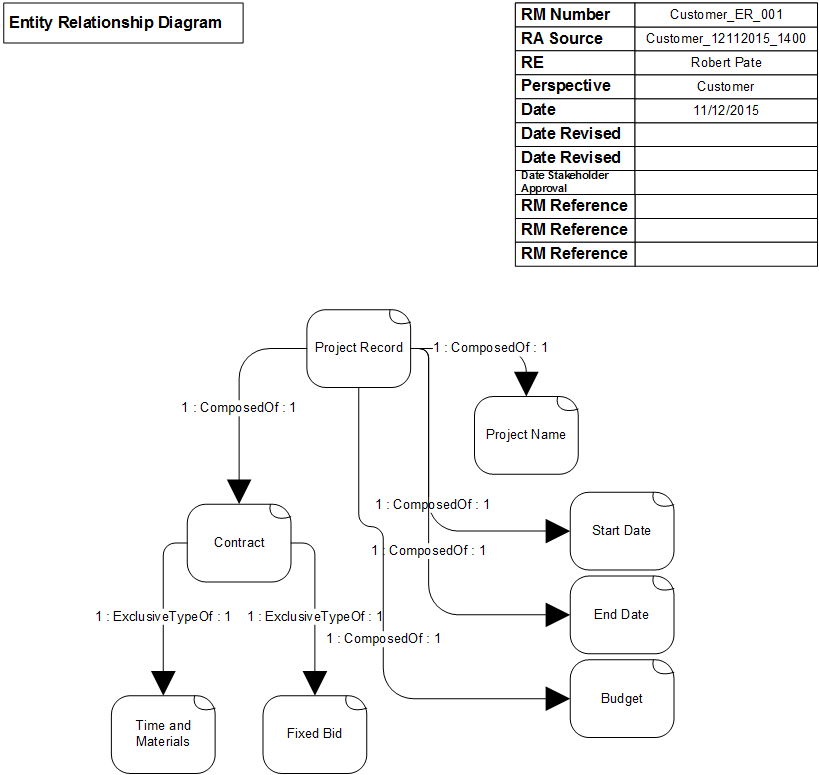 Entity Relationship Diagram
RM Number Customer_ER_001
RA Source Customer_12112015_1400
RE Robert Pate
Perspective Customer
Date 11/12/2015
Date Revised
Date Revised
Date Stakeholder
Approval
RM Reference
RM Reference
RM Reference
Project Record
1 : ComposedOf : 1
1 : ComposedOf : 1
Project Name
1 : ComposedOf : 1
Start Date
Contract
1 : ComposedOf : 1
End Date
1 : ExclusiveTypeOf : 1
1 : ExclusiveTypeOf : 1
1 : ComposedOf : 1
Budget
Time and
Materials
Fixed Bid